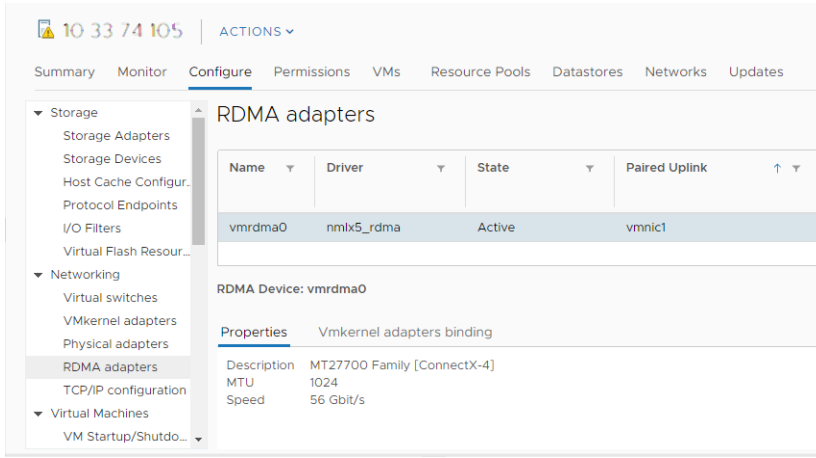 10 33 74 105 ACTIONS
Summary Monitor Configure Permissions VMs Resource Pools Datastores Networks Updates
Storage
Storage Adapters
Storage Devices
Host Cache Configur..
Protocol Endpoints
I/O Filters
Virtual Flash Resour...
Networking
Virtual switches
VMkernel adapters
Physical adapters
RDMA adapters
TCP/IP configuration
Virtual Machines
VM Startup/Shutdo...
RDMA adapters
Name Driver State Paired Uplink
vmrdma0 nmlx5_rdma Active vmnic1
RDMA Device: vmrdma0
Properties Vmkernel adapters binding
Description MT27700 Family [ConnectX-4]
MTU 1024
Speed 56 Gbit/s